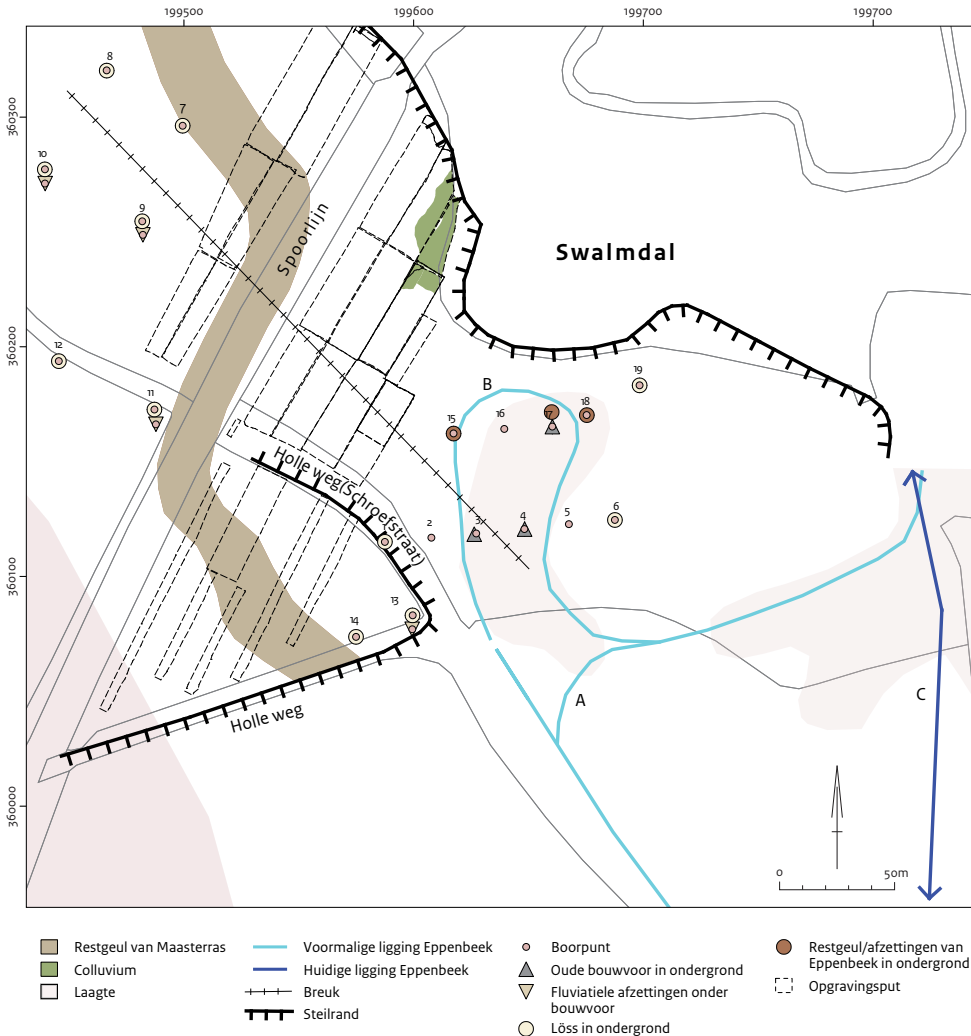 199500
199600
199700
199700
360300
360200
360100
360000
8
7
10
9
12
11
Spoorlijn
Swalmdal
19
B
15
16
17
18
Holle weg(Schroefstraat)
2
3
4
5
6
13
14
Holle weg
A
C
0
50m
Restgeul van Maasterras
Colluvium
Laagte
Voormalige ligging Eppenbeek
Huidige ligging Eppenbeek
Breuk
Steilrand
Boorpunt
Oude bouwvoor in ondergrond
Fluviatiele afzettingen onder
bouwvoor
Löss in ondergrond
Restgeul/afzettingen van
Eppenbeek in ondergrond
Opgravingsput